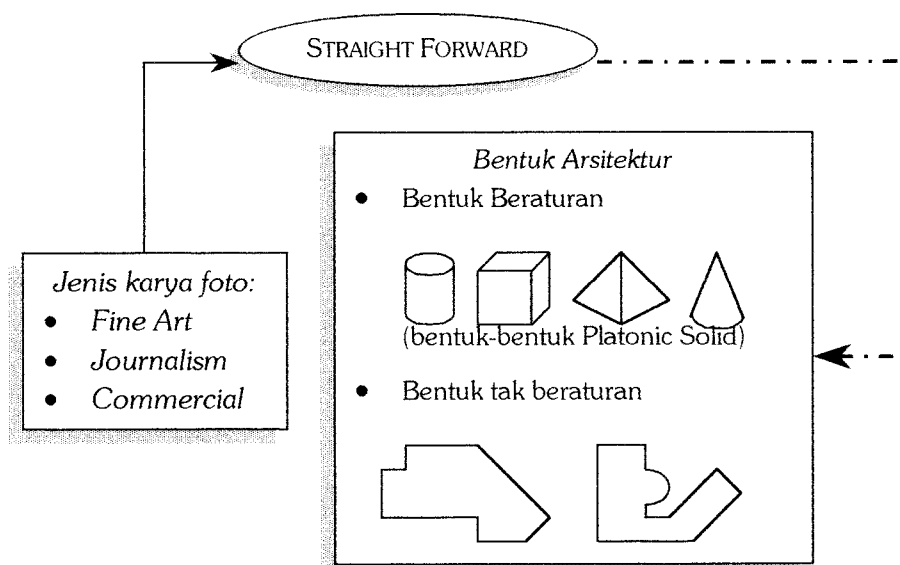 STRAIGHT FORWARD
Jenis karya foto:
• Fine Art
• Journalism
• Commercial
Bentuk Arsitektur
• Bentuk Beraturan
(bentuk-bentuk Platonic Solid)
• Bentuk tak beraturan